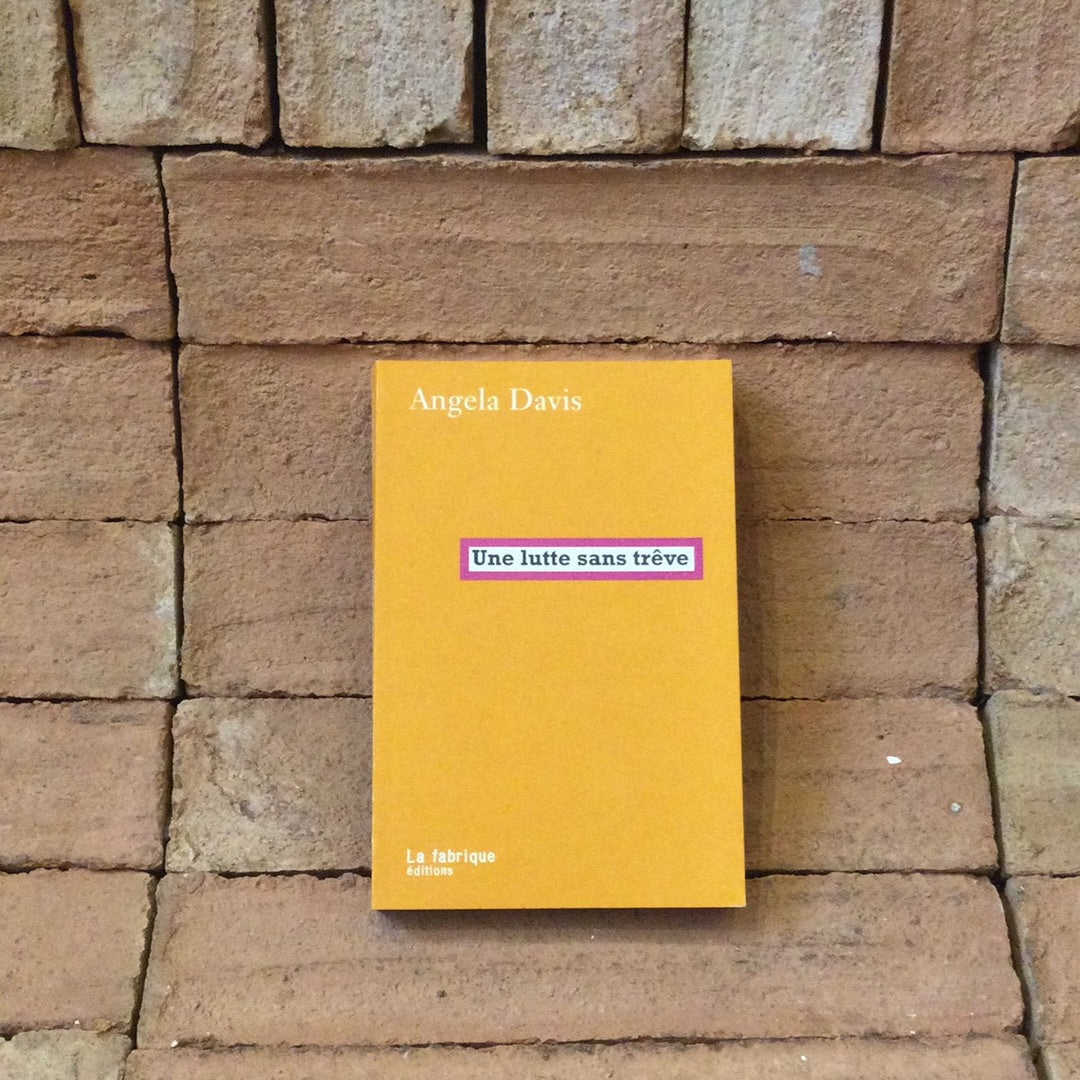 Angela Davis
Une lutte sans trêve
La fabrique
éditions